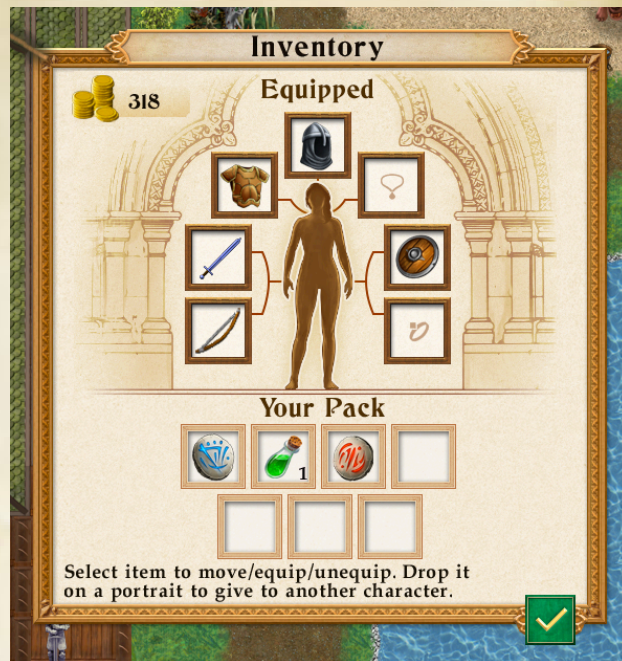 Inventory
318
Equipped
Your Pack
1
Select item to move/equip/unequip. Drop it
on a portrait to give to another character.